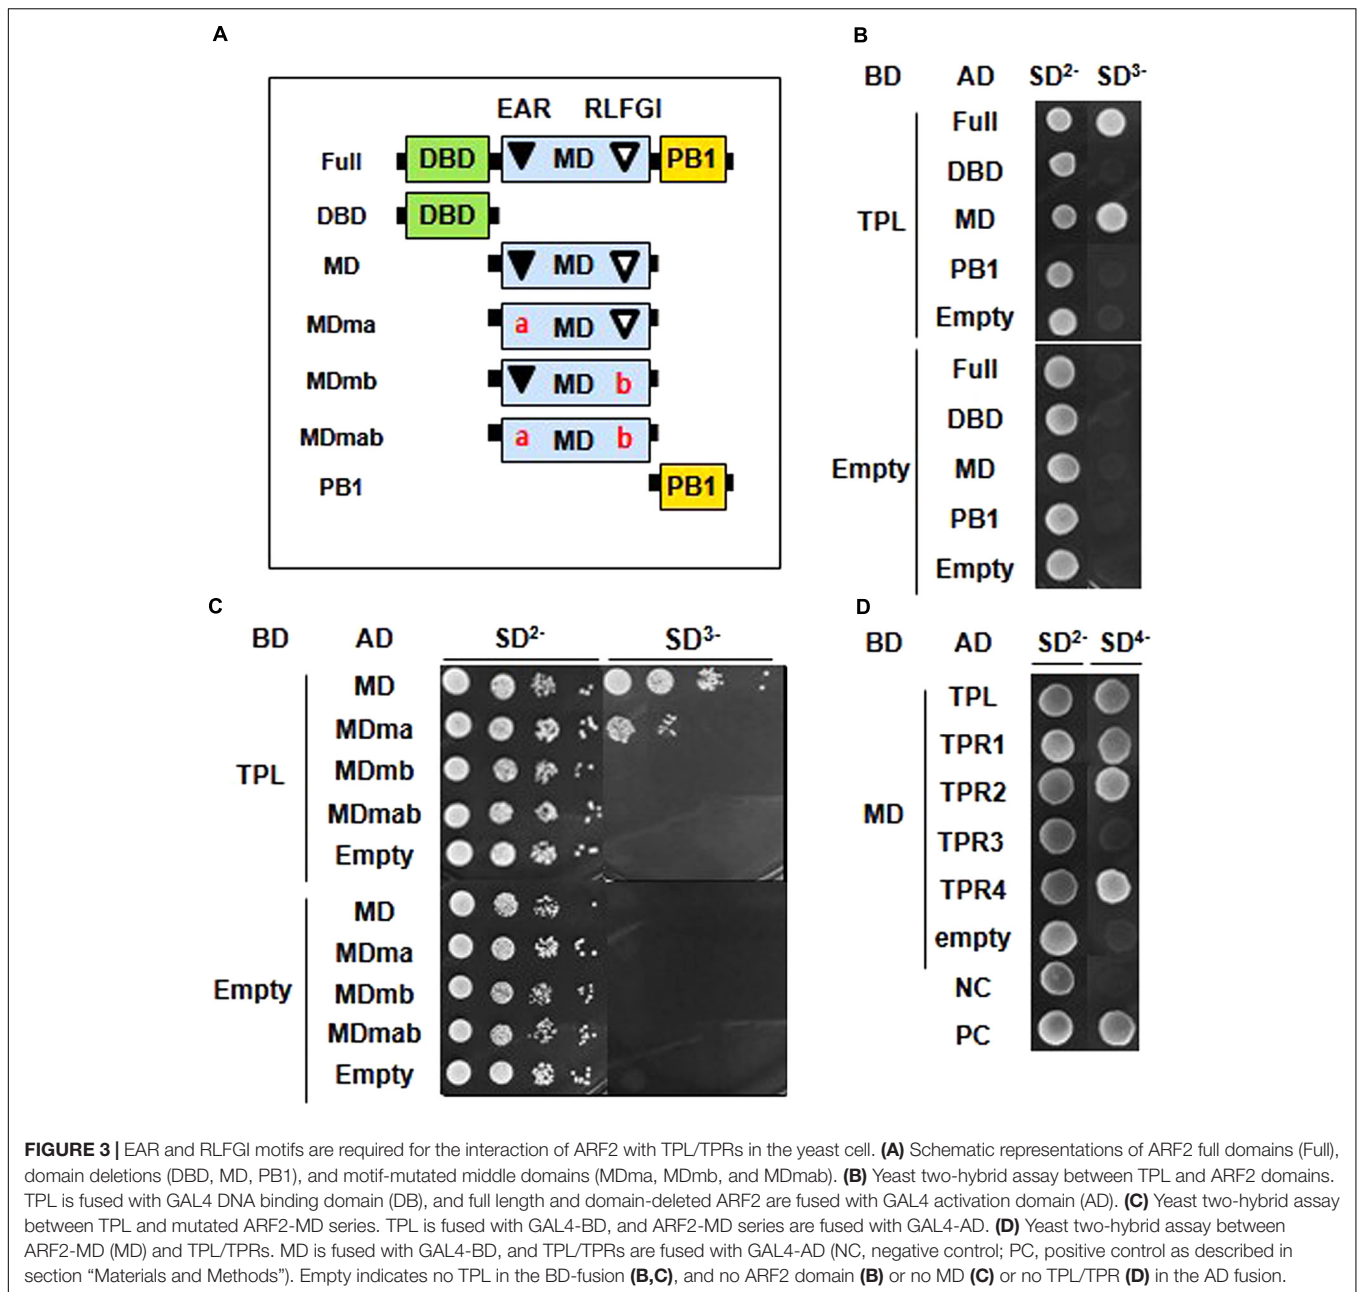 A
EAR RLFGI
Full DBD MD PB1
DBD DBD
MD MD
MDma a MD
MDmb MD b
MDmab a MD b
PB1 PB1
B
BD AD SD2- SD3-
Full
DBD
TPL MD
PB1
Empty
Full
DBD
Empty MD
PB1
Empty
C
BD AD SD2- SD3-
MD
MDma
TPL MDmb
MDmab
Empty
MD
MDma
Empty MDmb
MDmab
Empty
D
BD AD SD2- SD4-
TPL
TPR1
TPR2
MD
TPR3
TPR4
empty
NC
PC
FIGURE 3 | EAR and RLFGI motifs are required for the interaction of ARF2 with TPL/TPRs in the yeast cell. (A) Schematic representations of ARF2 full domains (Full),
domain deletions (DBD, MD, PB1), and motif-mutated middle domains (MDma, MDmb, and MDmab). (B) Yeast two-hybrid assay between TPL and ARF2 domains.
TPL is fused with GAL4 DNA binding domain (DB), and full length and domain-deleted ARF2 are fused with GAL4 activation domain (AD). (C) Yeast two-hybrid assay
between TPL and mutated ARF2-MD series. TPL is fused with GAL4-BD, and ARF2-MD series are fused with GAL4-AD. (D) Yeast two-hybrid assay between
ARF2-MD (MD) and TPL/TPRs. MD is fused with GAL4-BD, and TPL/TPRs are fused with GAL4-AD (NC, negative control; PC, positive control as described in
section “Materials and Methods”). Empty indicates no TPL in the BD-fusion (B,C), and no ARF2 domain (B) or no MD (C) or no TPL/TPR (D) in the AD fusion.